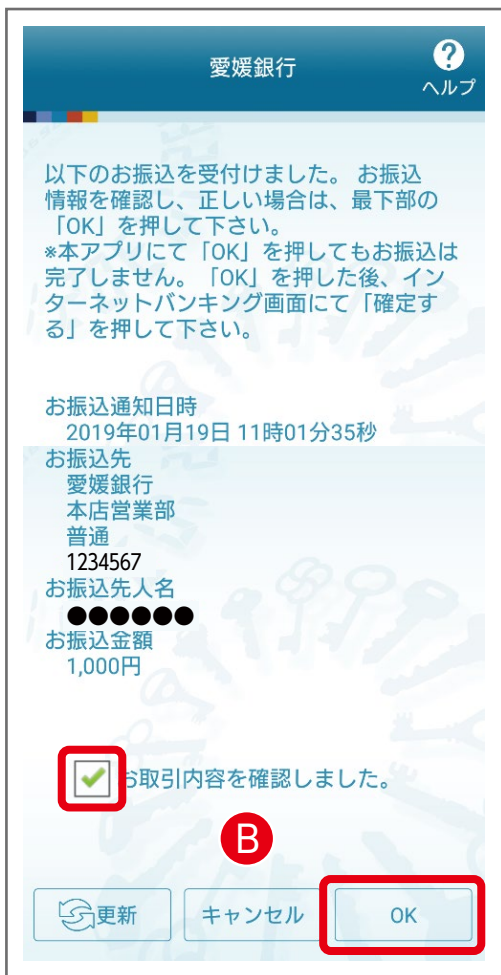 愛媛銀行
?
ヘルプ
以下のお振込を受付けました。 お振込
情報を確認し、正しい場合は、最下部の
「OK」を押して下さい。
*本アプリにて「OK」を押してもお振込は
完了しません。「OK」を押した後、イン
ターネットバンキング画面にて「確定す
る」を押して下さい。
お振込通知日時
2019年01月19日 11時01分35秒
お振込先
愛媛銀行
本店営業部
普通
1234567
お振込先人名
●●●●●●
お振込金額
1,000円
お取引内容を確認しました。
B
更新 キャンセル OK